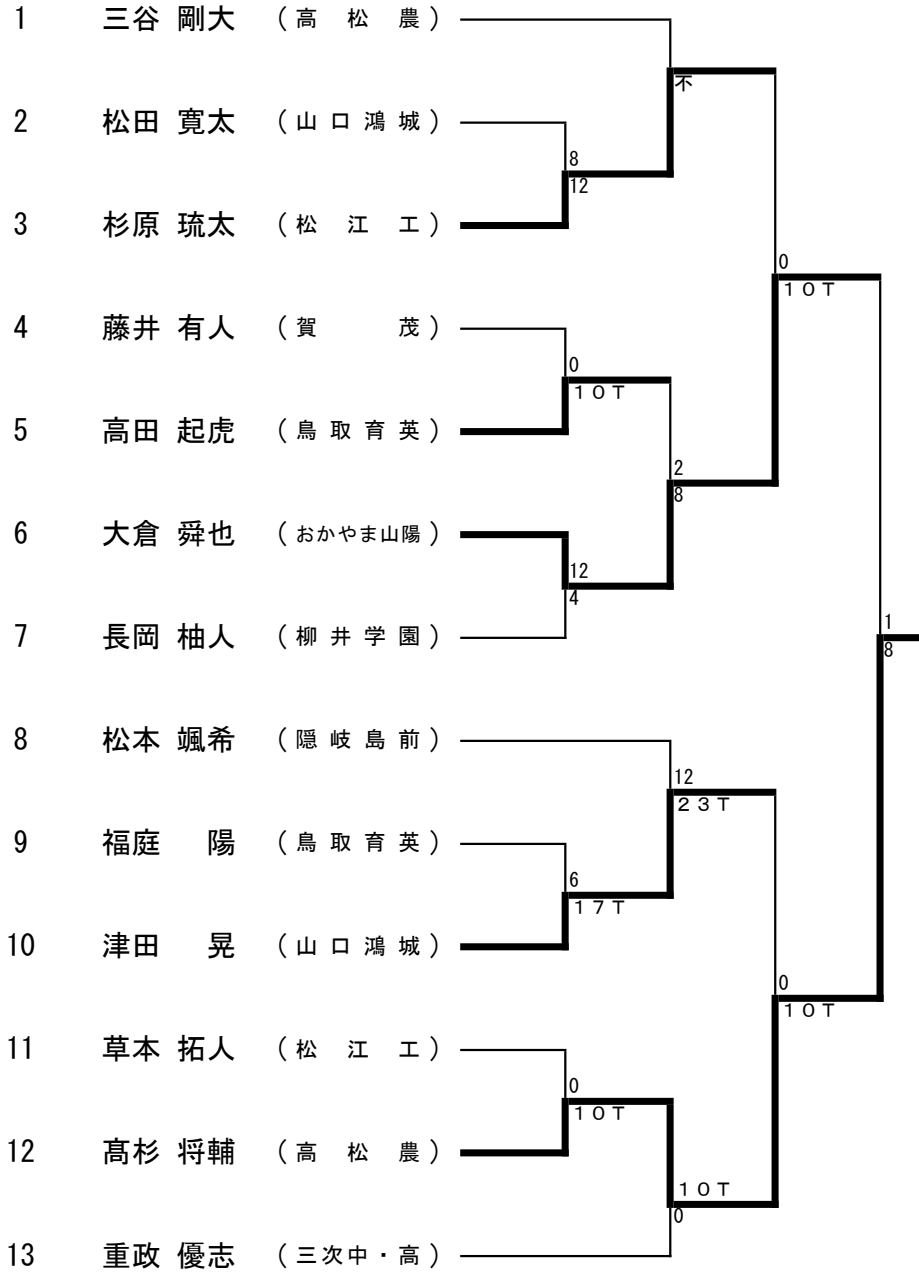 1 三谷 剛大 （高 松 農）
不
2 松田 寛太 （山口鴻城）
8
12
3 杉原 琉太 （松 江 工）
0
10T
4 藤井 有人 （賀 茂）
0
10T
5 高田 起虎 （鳥取育英）
2
8
6 大倉 舜也 （おかやま山陽）
12
4
7 長岡 柚人 （柳井学園）
1
8
8 松本 颯希 （隠岐島前）
12
23T
9 福庭 陽 （鳥取育英）
6
17T
10 津田 晃 （山口鴻城）
0
10T
11 草本 拓人 （松 江 工）
0
10T
12 髙杉 将輔 （高 松 農）
10T
0
13 重政 優志 （三次中・高）